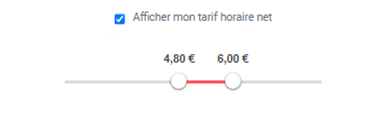 Afficher mon tarif horaire net
4,80 € 6,00 €